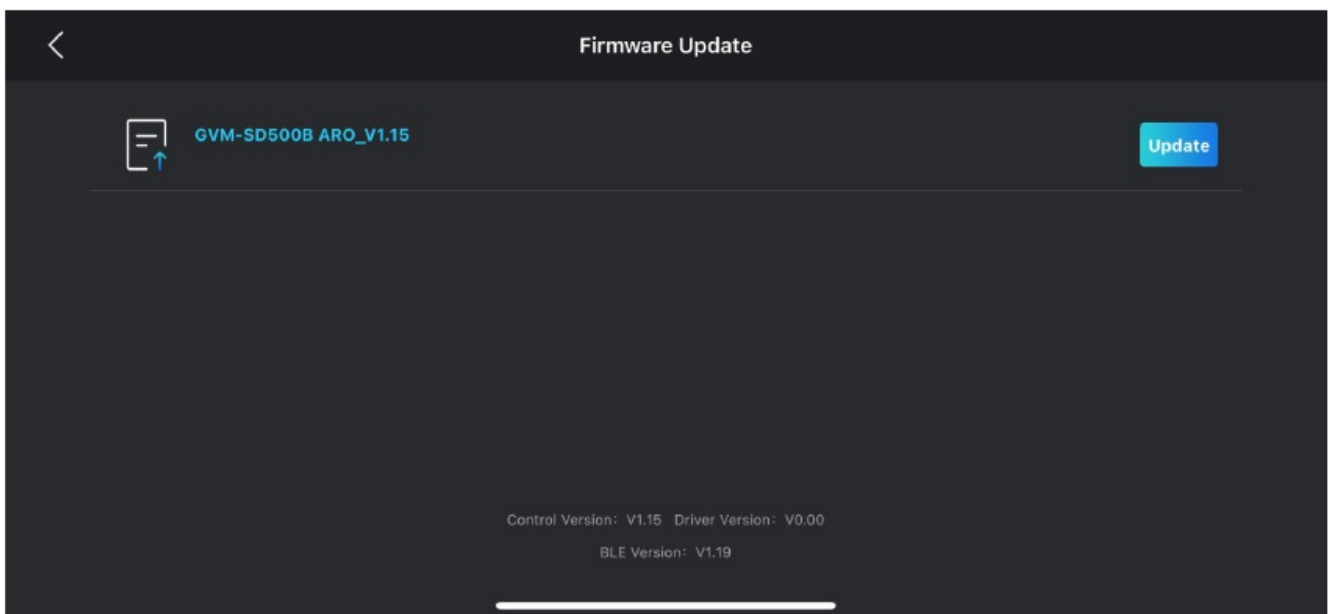 Firmware Update
GVM-SD500B ARO_V1.15
Update
Control Version: V1.15 Driver Version: V0.00
BLE Version: V1.19